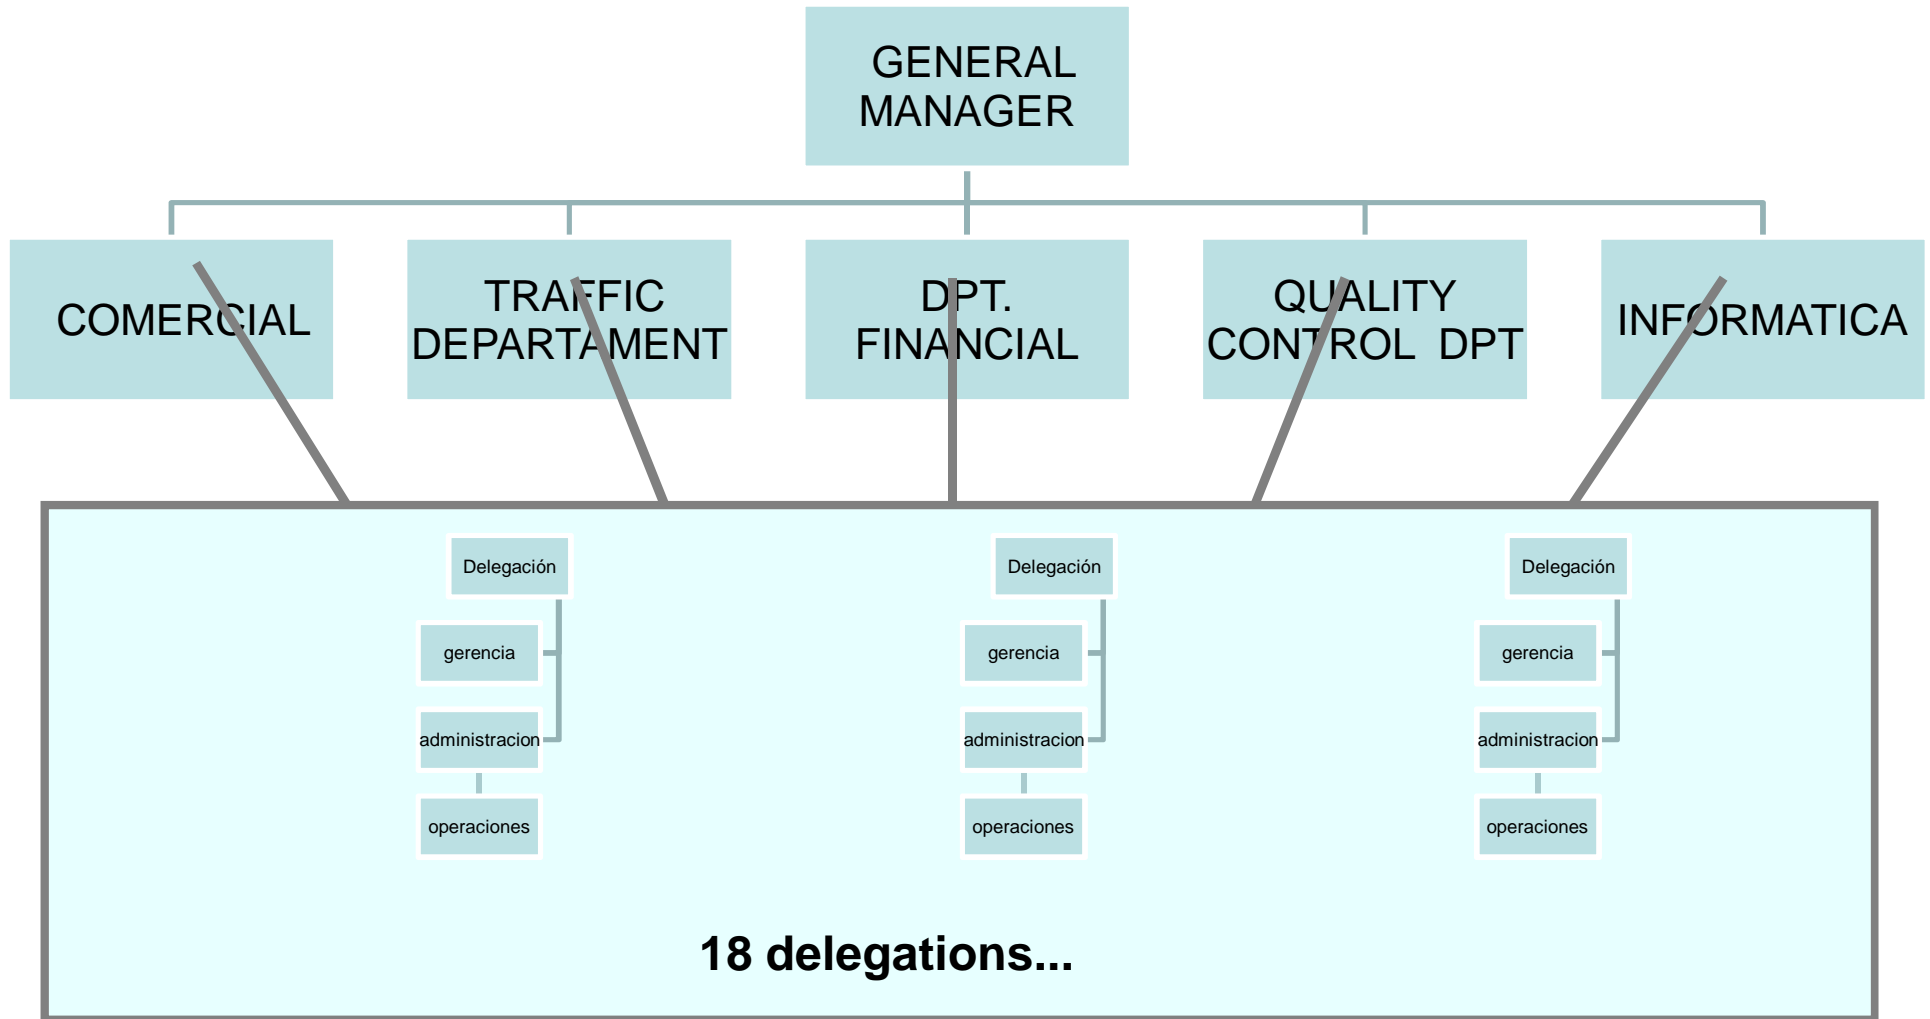 GENERAL
MANAGER
COMERCIAL
TRAFFIC
DEPARTAMENT
DPT.
FINANCIAL
QUALITY
CONTROL DPT
INFORMATICA
Delegación
gerencia
administracion
operaciones
Delegación
gerencia
administracion
operaciones
Delegación
gerencia
administracion
operaciones
18 delegations...